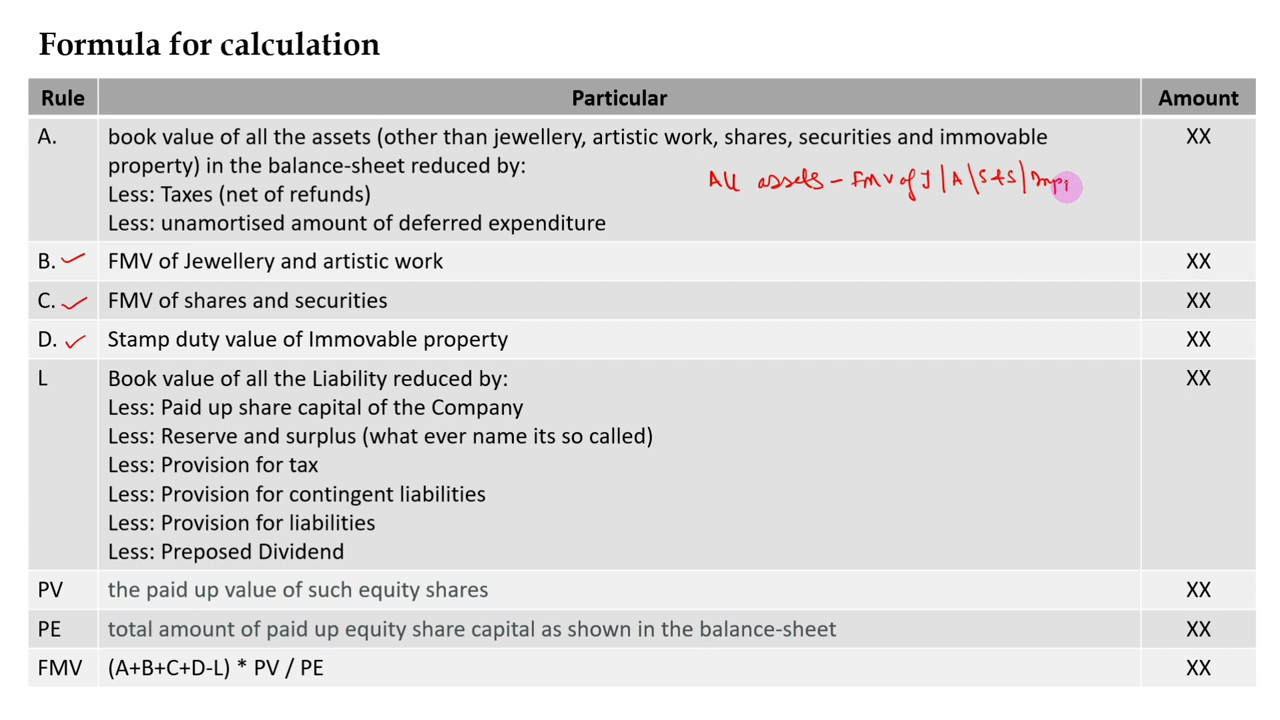 Formula for calculation
Rule Particular Amount
A. book value of all the assets (other than jewellery, artistic work, shares, securities and immovable XX
property) in the balance-sheet reduced by:
All assets - FMV of J | A \ S+S |
Less: Taxes (net of refunds)
Less: unamortised amount of deferred expenditure
B. FMV of Jewellery and artistic work XX
C. FMV of shares and securities XX
D. Stamp duty value of Immovable property XX
L Book value of all the Liability reduced by: XX
Less: Paid up share capital of the Company
Less: Reserve and surplus (what ever name its so called)
Less: Provision for tax
Less: Provision for contingent liabilities
Less: Provision for liabilities
Less: Preposed Dividend
PV the paid up value of such equity shares XX
PE total amount of paid up equity share capital as shown in the balance-sheet XX
FMV (A+B+C+D-L) * PV / PE XX